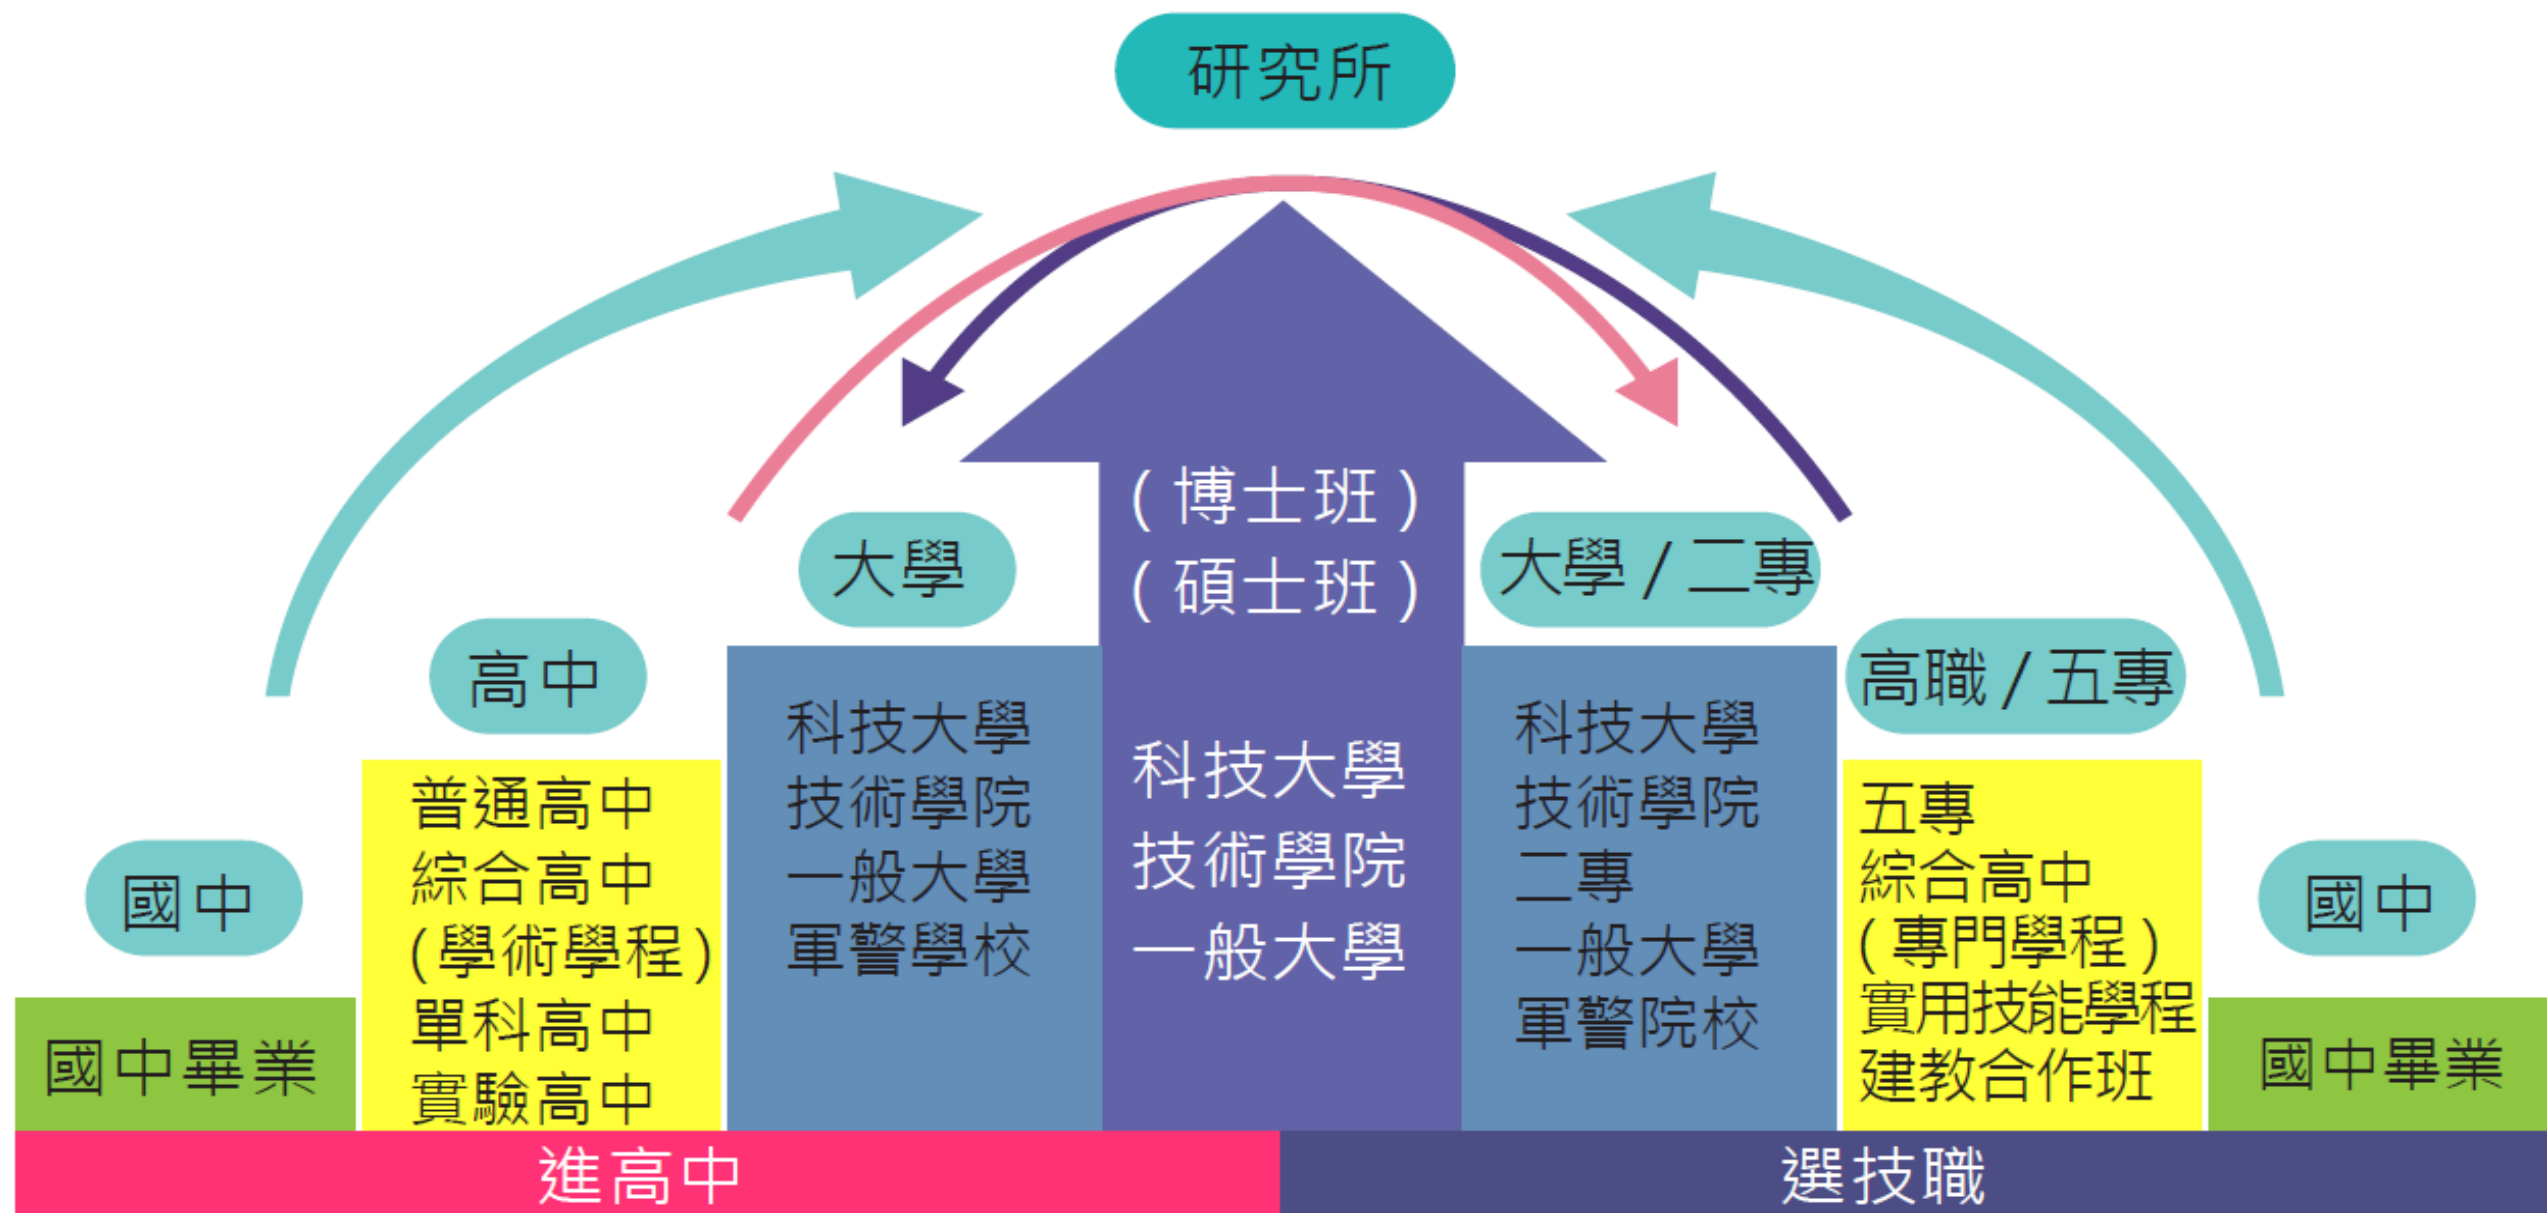 研究所
國中
國中畢業
高中
普通高中
綜合高中
(學術學程)
單科高中
實驗高中
大學
科技大學
技術學院
一般大學
軍警學校
(博士班)
(碩士班)
科技大學
技術學院
一般大學
大學/二專
科技大學
技術學院
二專
一般大學
軍警院校
高職/五專
五專
綜合高中
(專門學程)
實用技能學程
建教合作班
國中
國中畢業
進高中
選技職